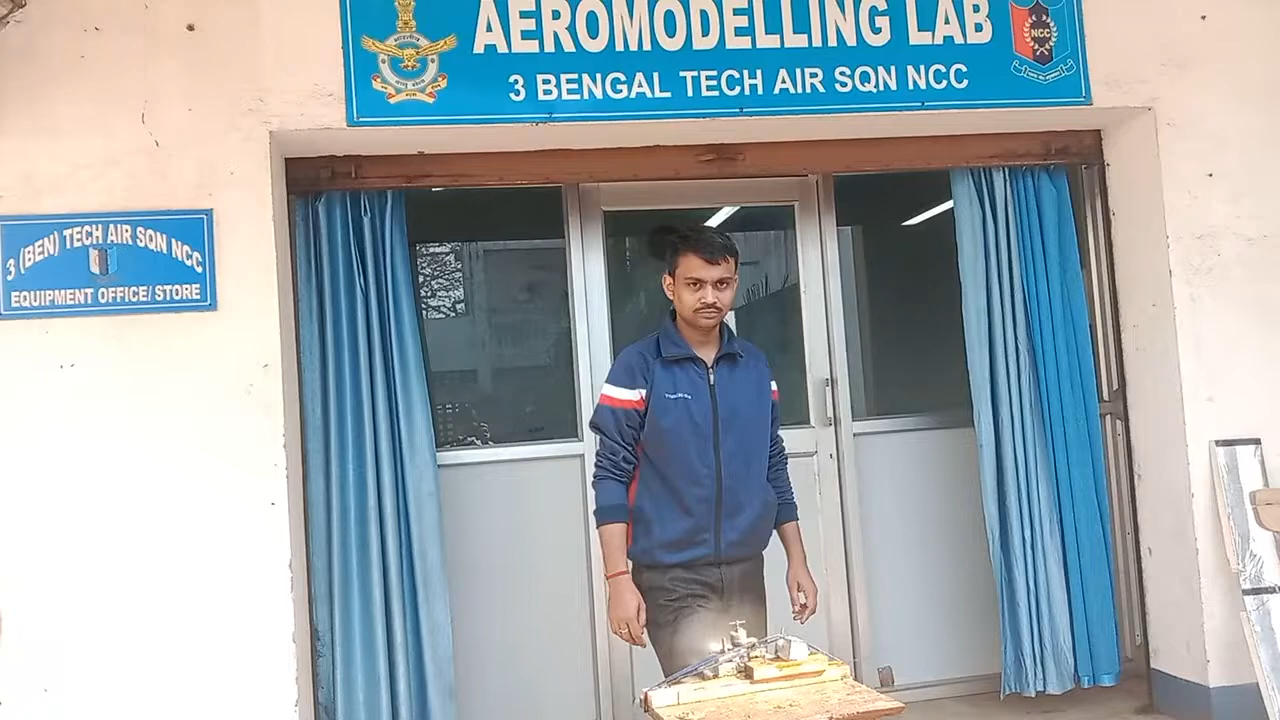 AEROMODELLING LAB
3 BENGAL TECH AIR SQN NCC
NCC
3 (BEN) TECH AIR SQN NCC
EQUIPMENT OFFICE/ STORE